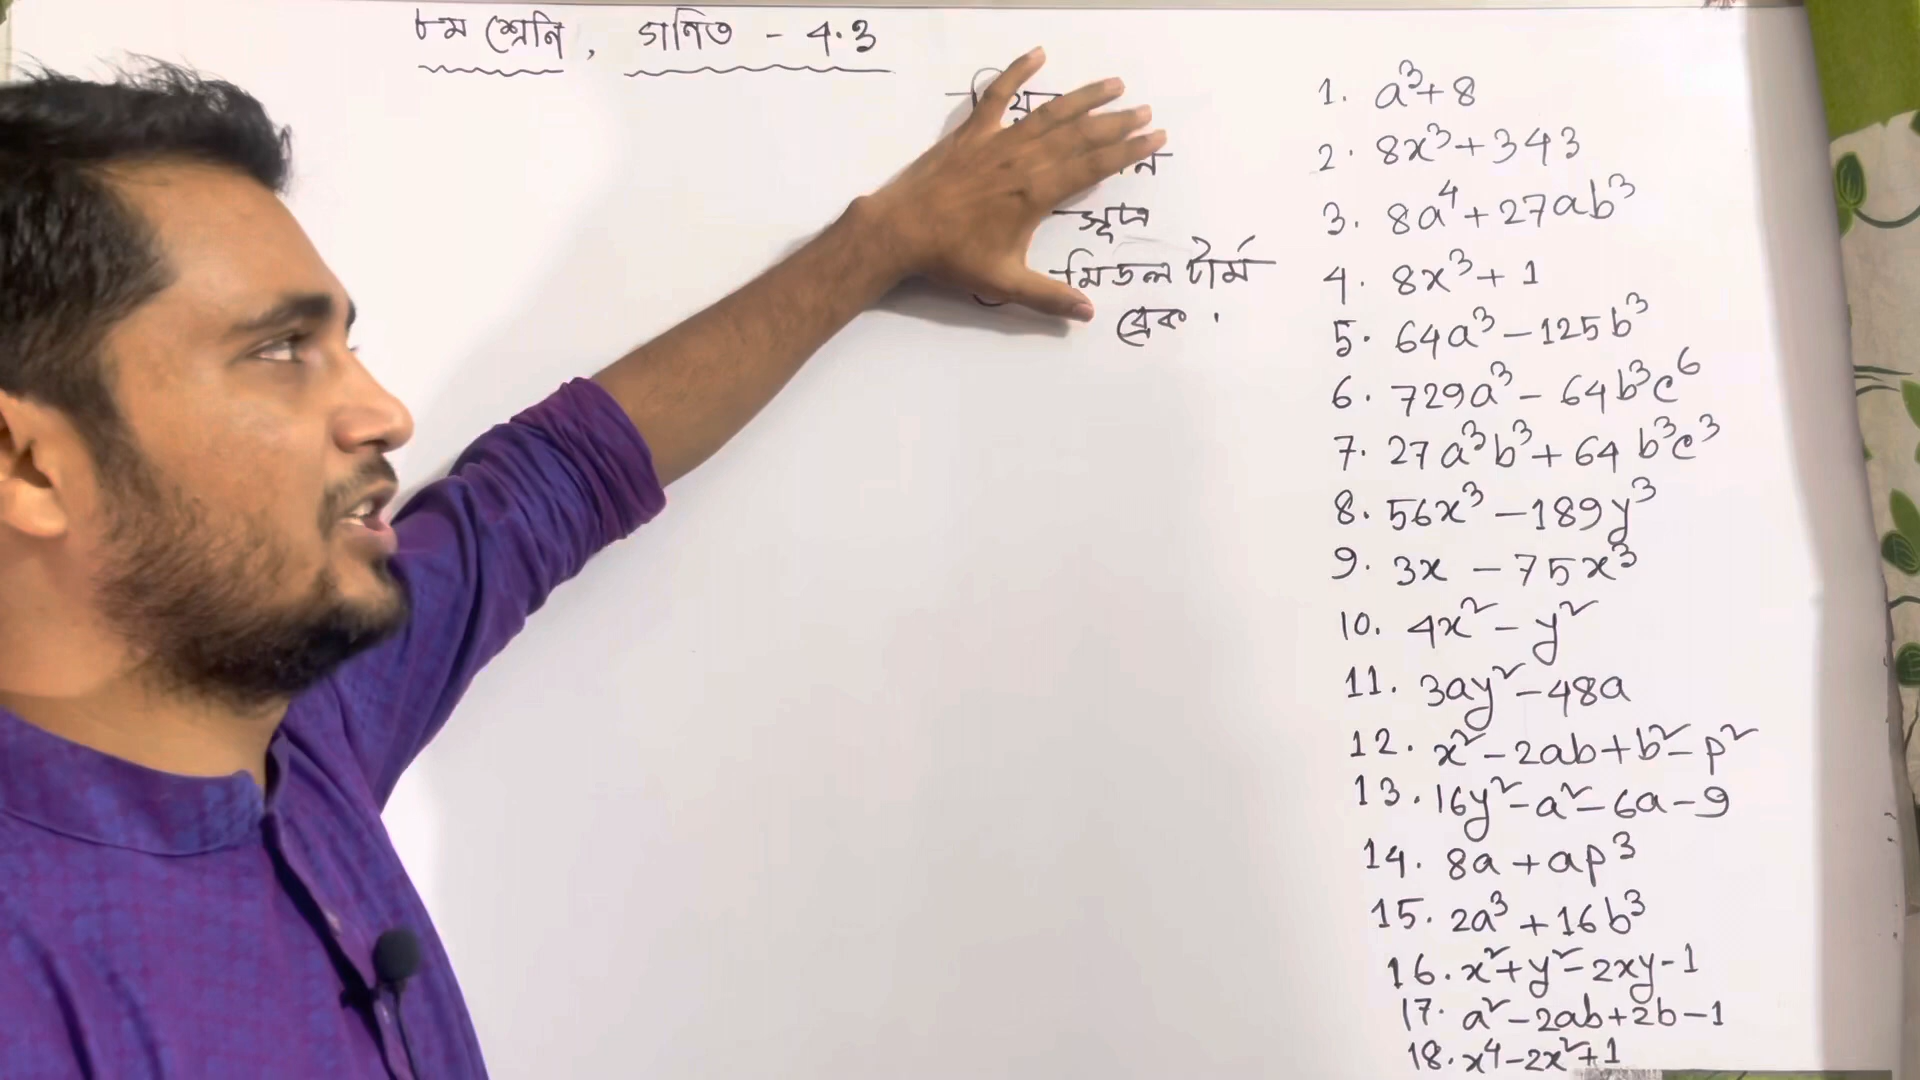 ৮ম শ্রেনি, গনিত - 4.3
সূত্র
মিডল টার্ম
ব্রেক ।
1. a³+8
2. 8x³+343
3. 8a⁴+27ab³
4. 8x³+1
5. 64a³-125b³
6. 729a³-64b³c⁶
7. 27a³b³+64b³c³
8. 56x³-189y³
9. 3x-75x³
10. 4x²-y²
11. 3ay²-48a
12. x²-2ab+b²-p²
13. 16y²-a²-6a-9
14. 8a+ap³
15. 2a³+16b³
16. x²+y²-2xy-1
17. a²-2ab+2b-1
18. x⁴-2x²+1